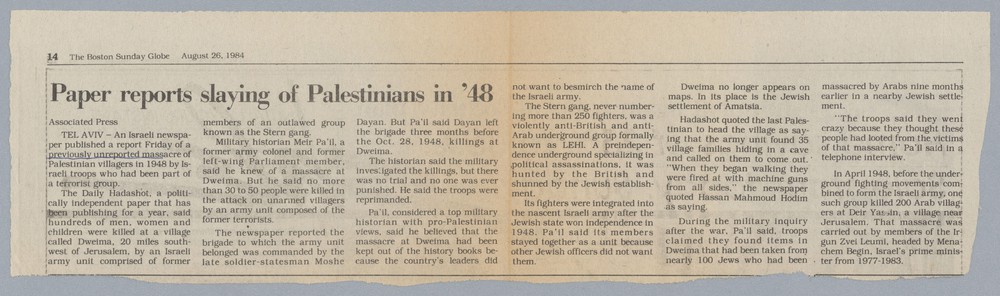 14 The Boston Sunday Globe August 26, 1984
Paper reports slaying of Palestinians in '48
Associated Press
TEL AVIV – An Israeli newspa-
per published a report Friday of a
previously unreported massacre of
Palestinian villagers in 1948 by Is-
raeli troops who had been part of
a terrorist group.
The Daily Hadashot, a politi-
cally independent paper that has
been publishing for a year, said
hundreds of men, women and
children were killed at a village
called Dweima, 20 miles south-
west of Jerusalem, by an Israeli
army unit comprised of former
members of an outlawed group
known as the Stern gang.
Military historian Meir Pa'il, a
former army colonel and former
left-wing Parliament member,
said he knew of a massacre at
Dweima. But he said no more
than 30 to 50 people were killed in
the attack on unarmed villagers
by an army unit composed of the
former terrorists.
The newspaper reported the
brigade to which the army unit
belonged was commanded by the
late soldier-statesman Moshe
Dayan. But Pa'il said Dayan left
the brigade three months before
the Oct. 28, 1948, killings at
Dweima.
The historian said the military
investigated the killings, but there
was no trial and no one was ever
punished. He said the troops were
reprimanded.
Pa'il, considered a top military
historian with pro-Palestinian
views, said he believed that the
massacre at Dweima had been
kept out of the history books be-
cause the country's leaders did
not want to besmirch the name of
the Israeli army.
The Stern gang, never number-
ing more than 250 fighters, was a
violently anti-British and anti-
Arab underground group formally
known as LEHI. A preindepen-
dence underground specializing in
political assassinations, it was
hunted by the British and
shunned by the Jewish establish-
ment.
Its fighters were integrated into
the nascent Israeli army after the
Jewish state won independence in
1948. Pa'il said its members
stayed together as a unit because
other Jewish officers did not want
them.
Dweima no longer appears on
maps. In its place is the Jewish
settlement of Amatsia.
Hadashot quoted the last Pales-
tinian to head the village as say-
ing that the army unit found 35
village families hiding in a cave
and called on them to come out.
"When they began walking they
were fired at with machine guns
from all sides," the newspaper
quoted Hassan Mahmoud Hodim
as saying.
During the military inquiry
after the war, Pa'il said, troops
claimed they found items in
Dweima that had been taken from
nearly 100 Jews who had been
massacred by Arabs nine months
earlier in a nearby Jewish settle-
ment.
"The troops said they went
crazy because they thought these
people had looted from the victims
of that massacre," Pa'il said in a
telephone interview.
In April 1948, before the under-
ground fighting movements com-
bined to form the Israeli army, one
such group killed 200 Arab villag-
ers at Deir Yassin, a village near
Jerusalem. That massacre was
carried out by members of the Ir-
gun Zvei Leumi, headed by Mena-
chem Begin, Israel's prime minis-
ter from 1977-1983.